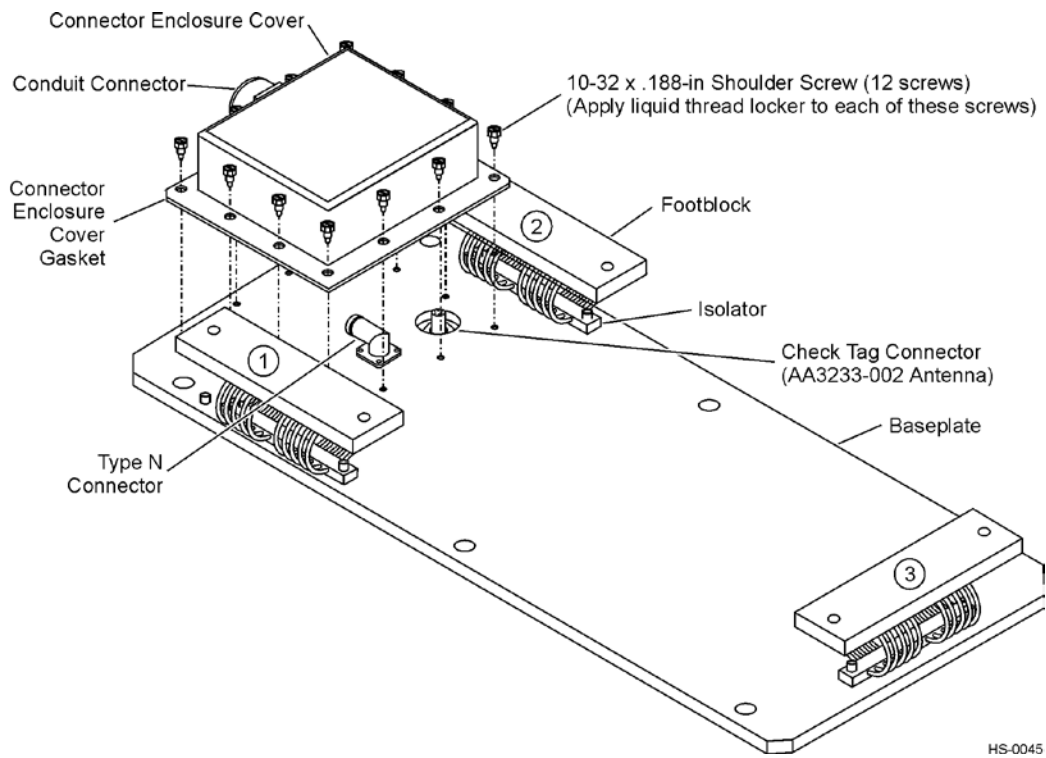 Connector Enclosure Cover
Conduit Connector
10-32 x .188-in Shoulder Screw (12 screws)
(Apply liquid thread locker to each of these screws)
Connector
Enclosure
Cover
Gasket
2
Footblock
Isolator
1
Check Tag Connector
(AA3233-002 Antenna)
Baseplate
Type N
Connector
3
HS-0045